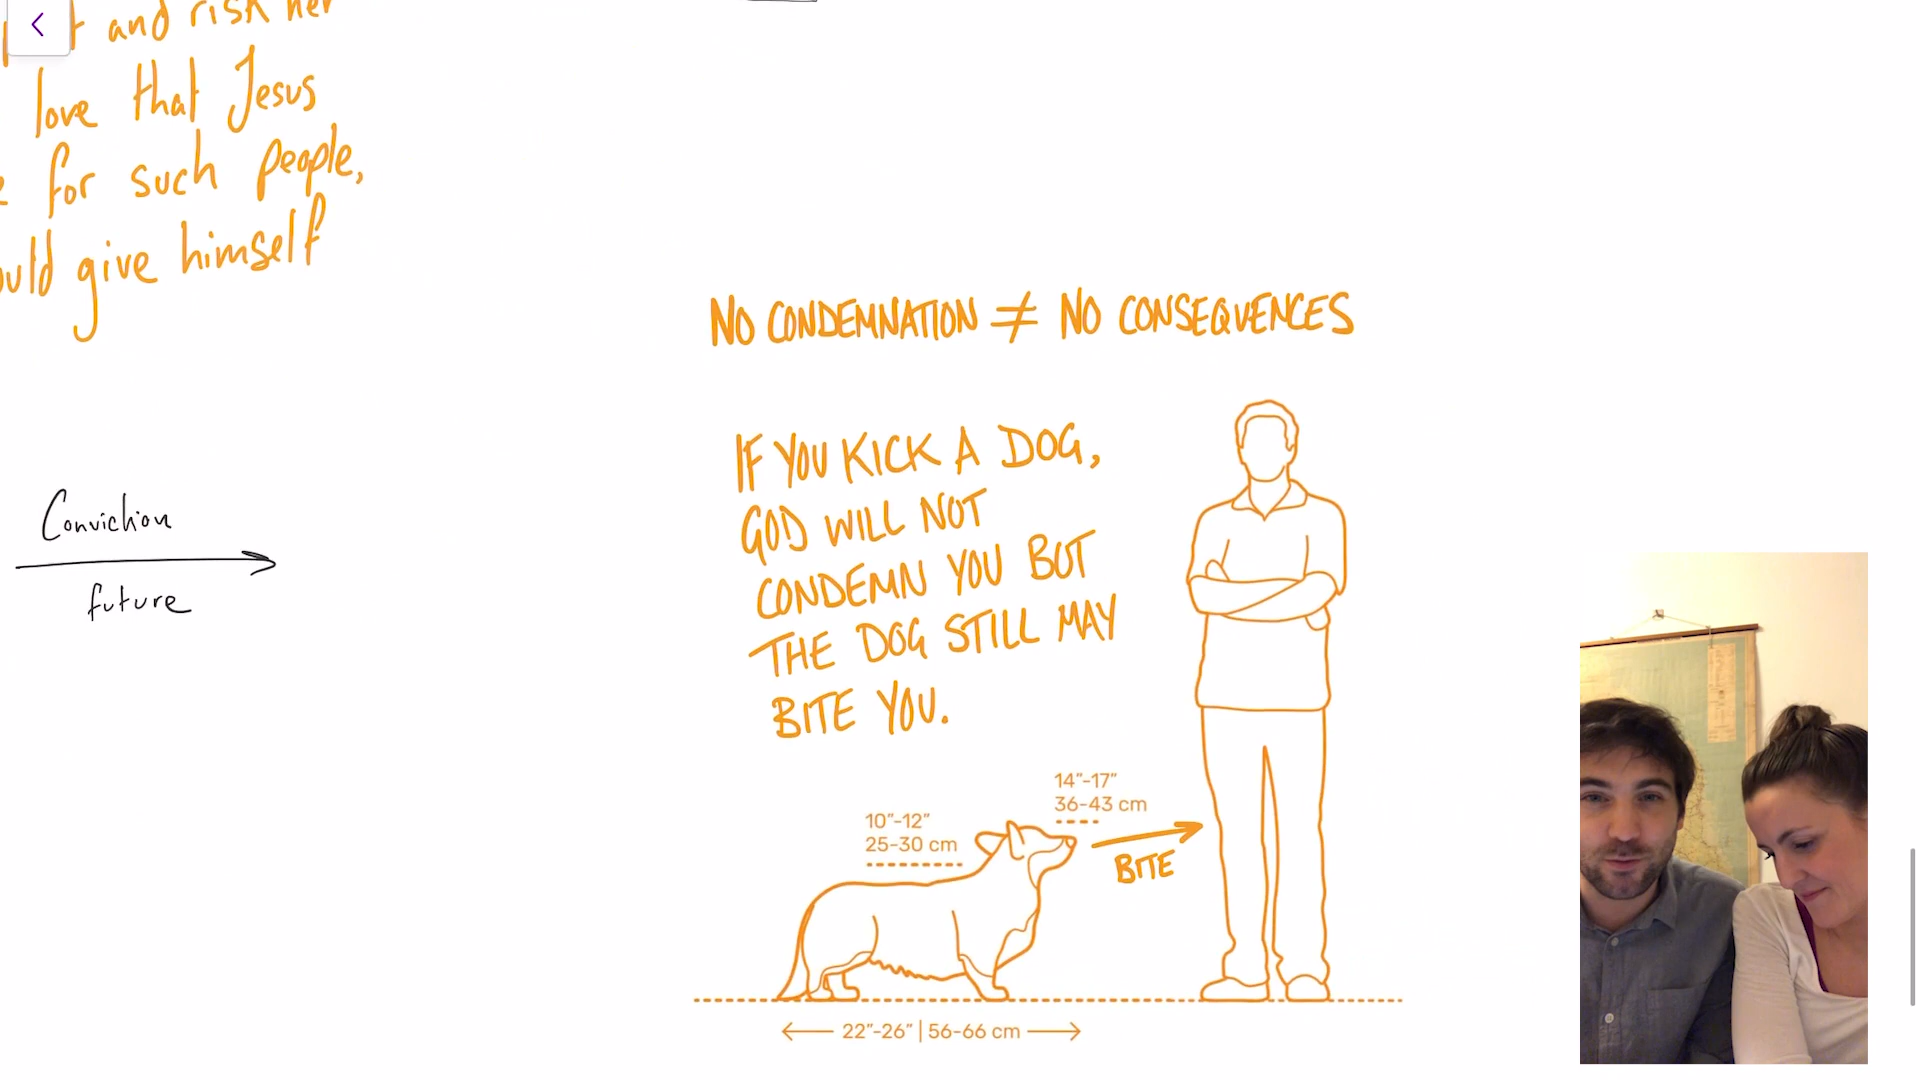 and risk her
love that Jesus
for such people,
give himself
NO CONDEMNATION ≠ NO CONSEQUENCES
IF YOU KICK A DOG,
GOD WILL NOT
CONDEMN YOU BUT
THE DOG STILL MAY
BITE YOU.
Conviction
future
14”-17”
36-43 cm
10”-12”
25-30 cm
BITE
22”-26” | 56-66 cm